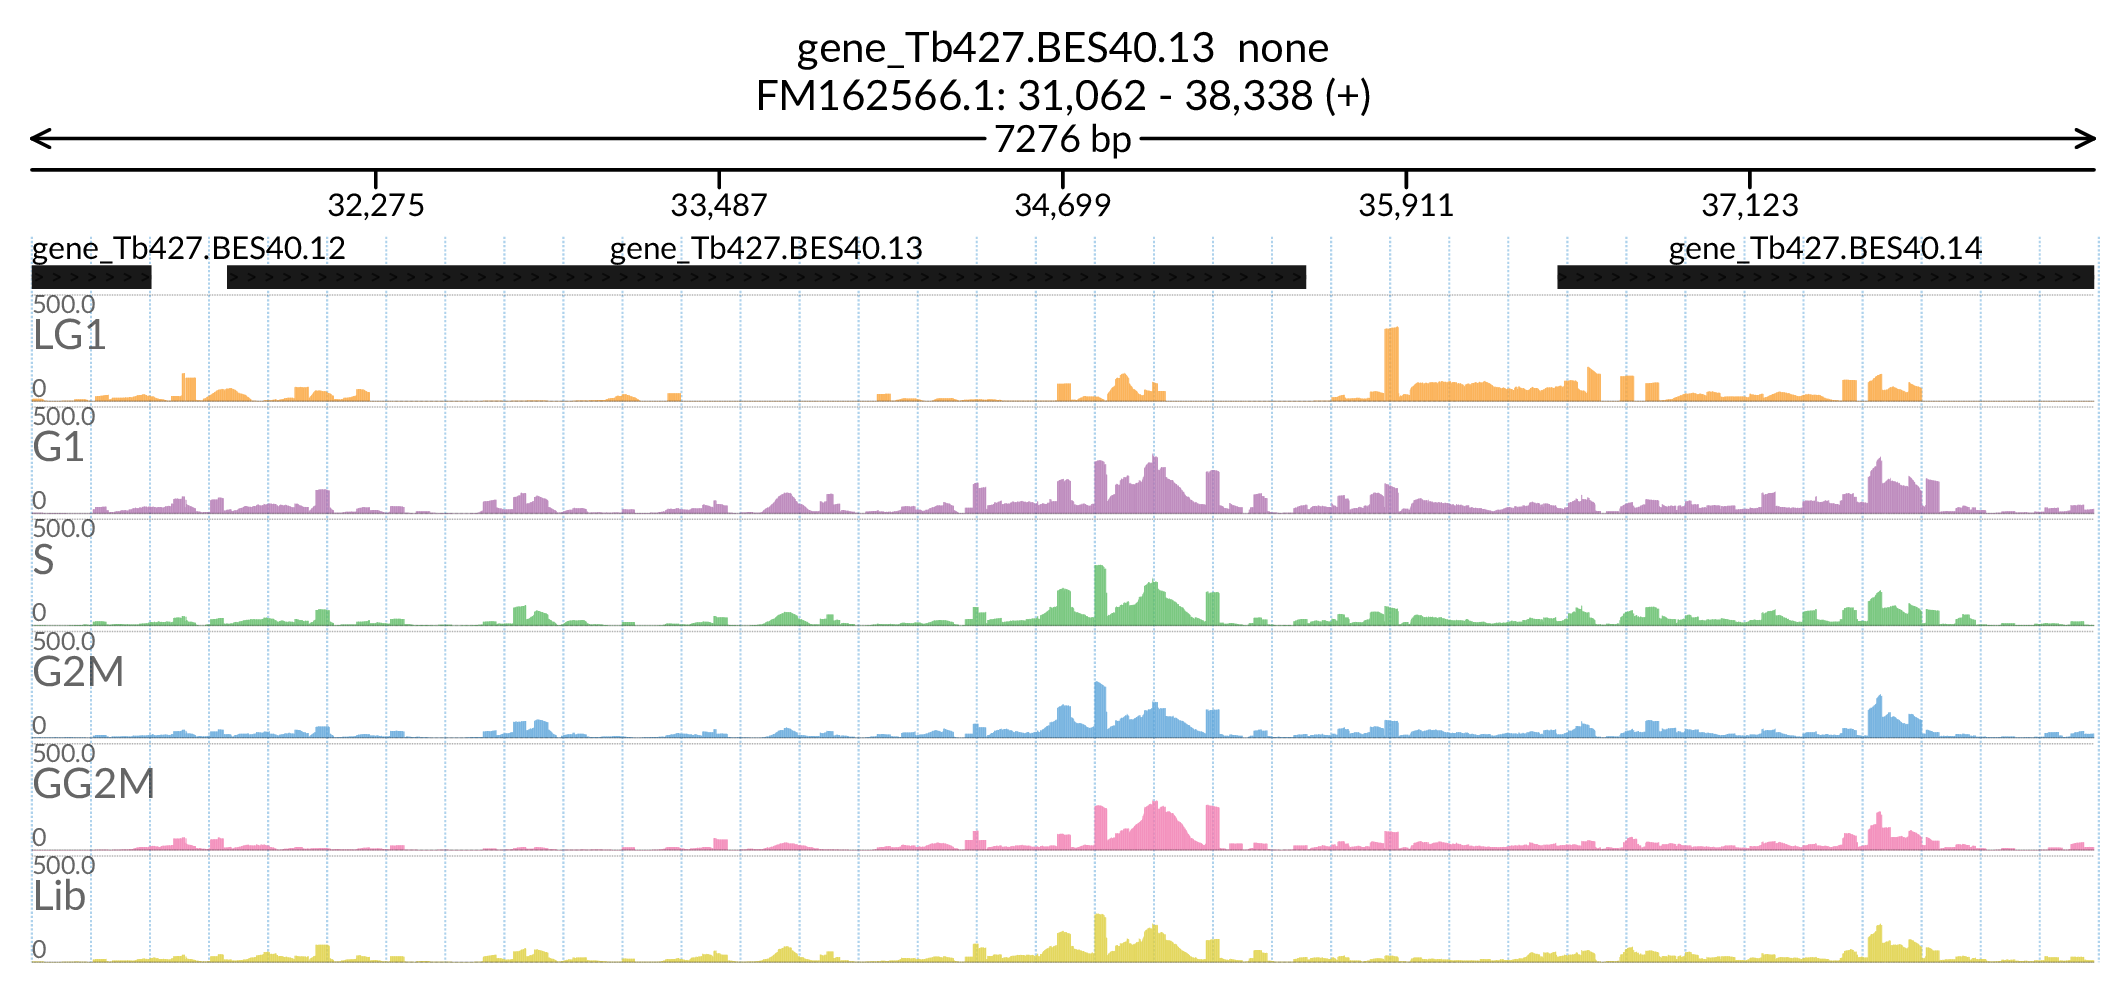 gene_Tb427.BES40.13 none
FM162566.1: 31,062 - 38,338 (+)
7276 bp
32,275 33,487 34,699 35,911 37,123
gene_Tb427.BES40.12 gene_Tb427.BES40.13 gene_Tb427.BES40.14
500.0
LG1
0
500.0
G1
0
500.0
S
0
500.0
G2M
0
500.0
GG2M
0
500.0
Lib
0